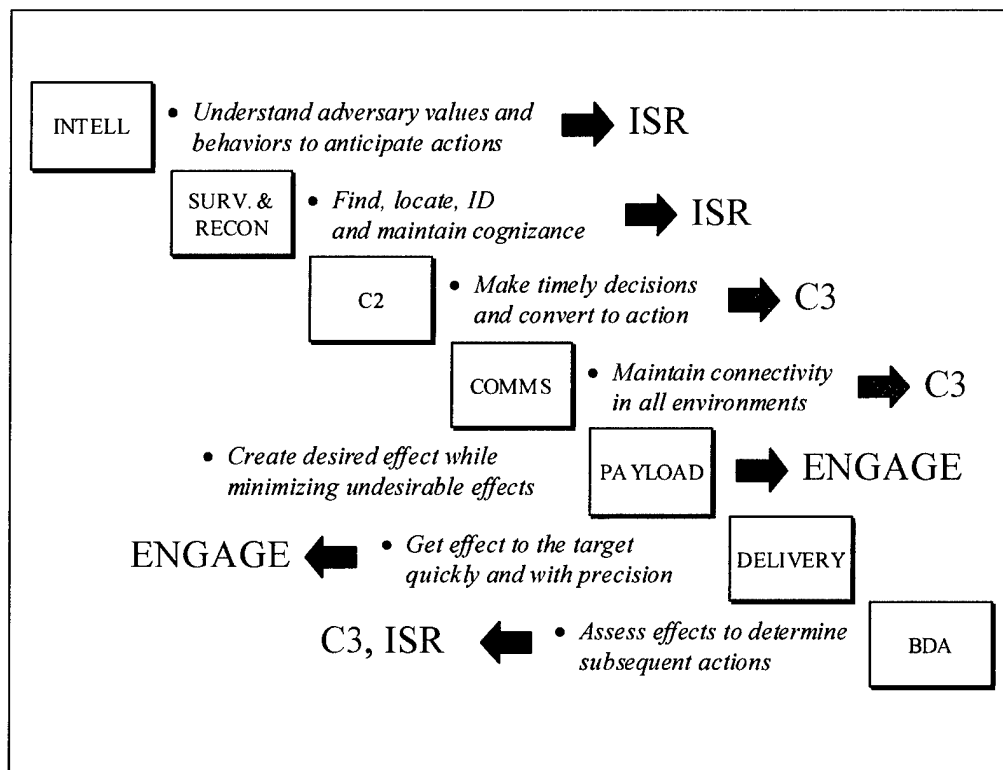 INTELL
• Understand adversary values and
behaviors to anticipate actions
ISR
SURV. &
RECON
• Find, locate, ID
and maintain cognizance
ISR
C2
• Make timely decisions
and convert to action
C3
COMMS
• Maintain connectivity
in all environments
C3
• Create desired effect while
minimizing undesirable effects
PAYLOAD
ENGAGE
ENGAGE
• Get effect to the target
quickly and with precision
DELIVERY
C3, ISR
• Assess effects to determine
subsequent actions
BDA